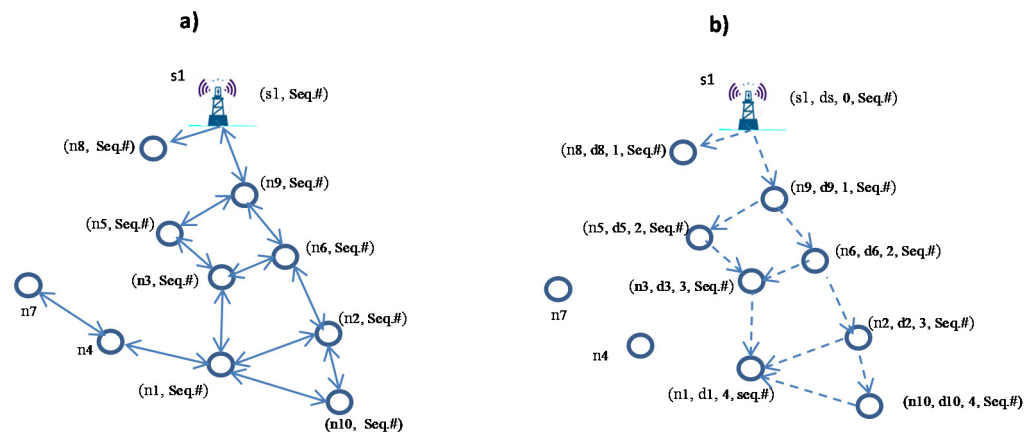 a)
s1
(s1, Seq.#)
(n8, Seq.#)
(n9, Seq.#)
(n5, Seq.#)
(n6, Seq.#)
(n3, Seq.#)
n7
(n2, Seq.#)
n4
(n1, Seq.#)
(n10, Seq.#)
b)
s1
(s1, ds, 0, Seq.#)
(n8, d8, 1, Seq.#)
(n9, d9, 1, Seq.#)
(n5, d5, 2, Seq.#)
(n6, d6, 2, Seq.#)
(n3, d3, 3, Seq.#)
n7
(n2, d2, 3, Seq.#)
n4
(n1, d1, 4, seq.#)
(n10, d10, 4, Seq.#)